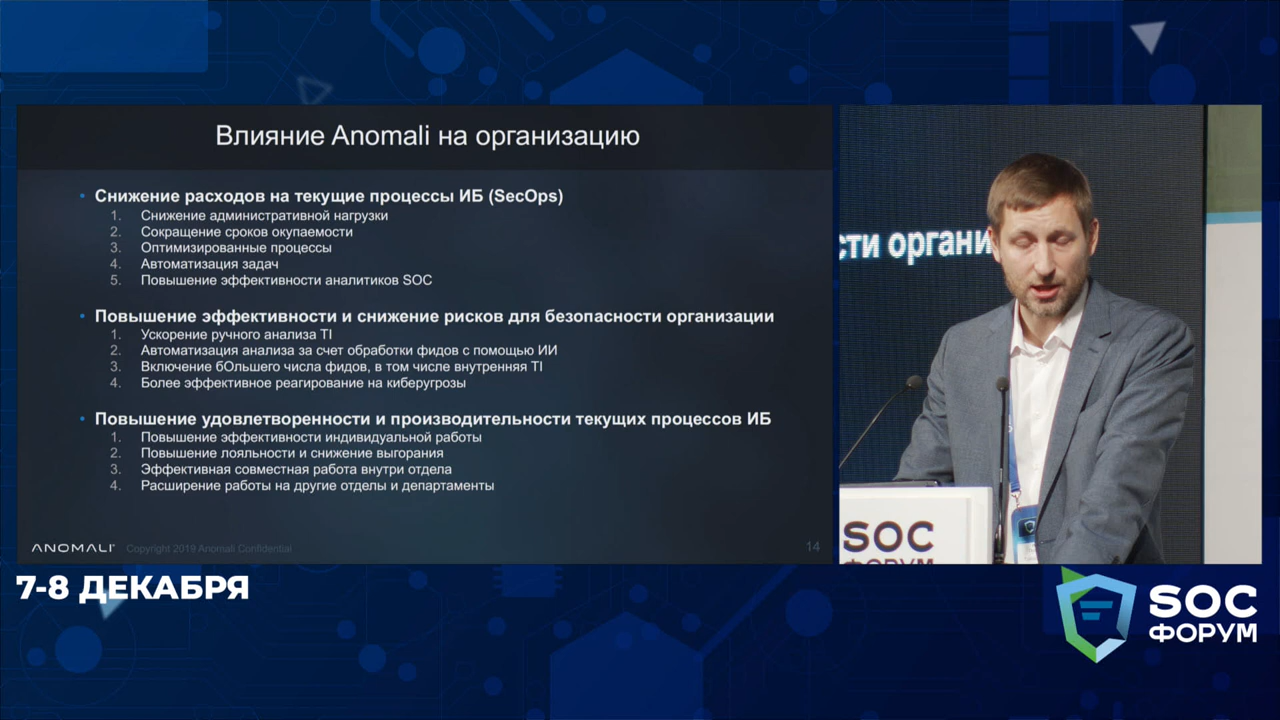 Влияние Anomali на организацию
• Снижение расходов на текущие процессы ИБ (SecOps)
1. Снижение административной нагрузки
2. Сокращение сроков окупаемости
3. Оптимизированные процессы
4. Автоматизация задач
5. Повышение эффективности аналитиков SOC
• Повышение эффективности и снижение рисков для безопасности организации
1. Ускорение ручного анализа TI
2. Автоматизация анализа за счет обработки фидов с помощью ИИ
3. Включение бОльшего числа фидов, в том числе внутренняя TI
4. Более эффективное реагирование на киберугрозы
• Повышение удовлетворенности и производительности текущих процессов ИБ
1. Повышение эффективности индивидуальной работы
2. Повышение лояльности и снижение выгорания
3. Эффективная совместная работа внутри отдела
4. Расширение работы на другие отделы и департаменты
ANOMALI Copyright 2019 Anomali Confidential
14
сти органи
SOC
ФОРУМ
7-8 ДЕКАБРЯ
SOC
ФОРУМ